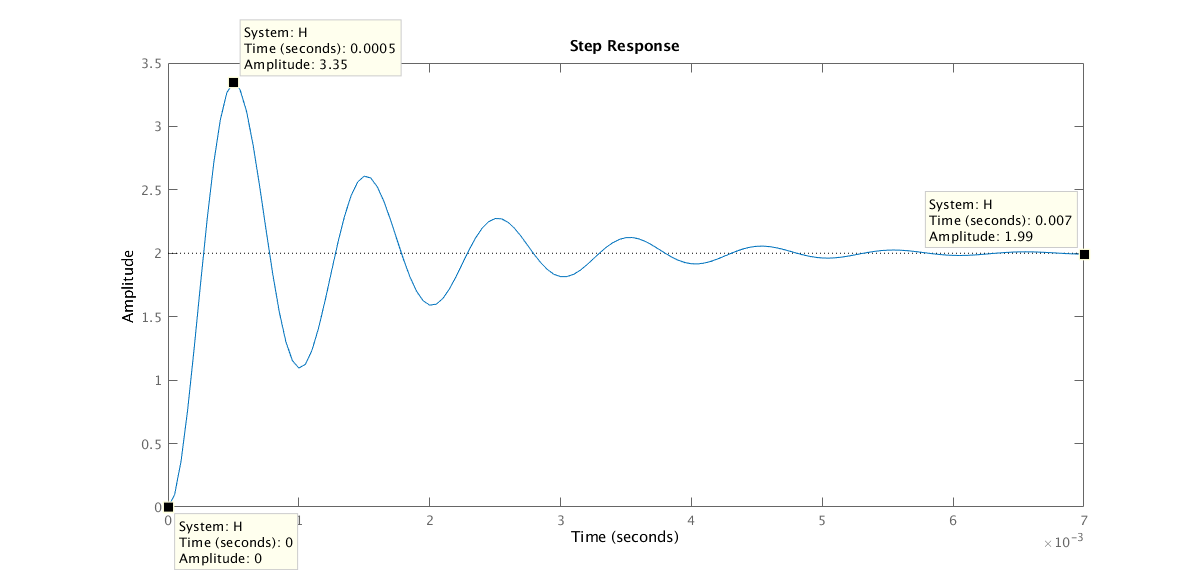 System: H
Time (seconds): 0.0005
Amplitude: 3.35
Step Response
3.5
3
2.5
2
1.5
1
0.5
0
Amplitude
System: H
Time (seconds): 0.007
Amplitude: 1.99
0 1 2 3 4 5 6 7
Time (seconds)
×10⁻³
System: H
Time (seconds): 0
Amplitude: 0